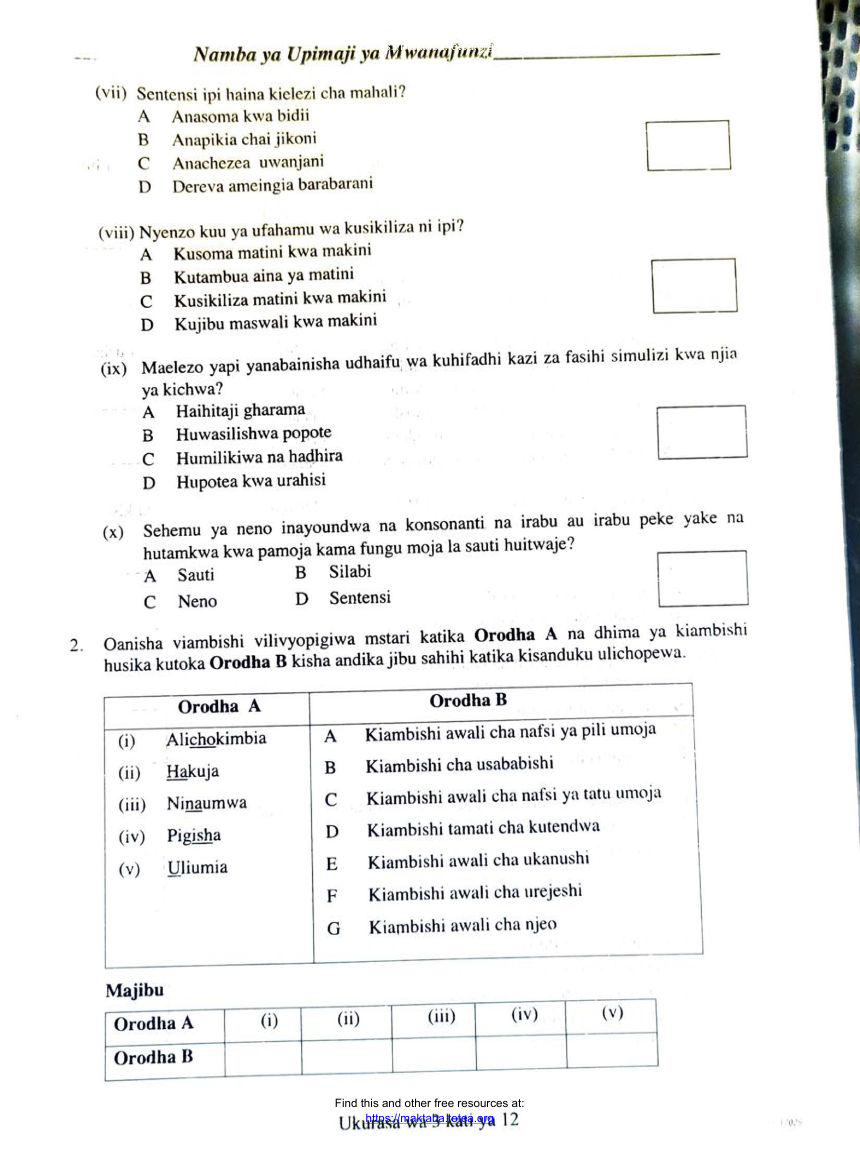 Namba ya Upimaji ya Mwanafunzi
(vii) Sentensi ipi haina kielezi cha mahali?
A Anasoma kwa bidii
B Anapikia chai jikoni
C Anachezea uwanjani
D Dereva ameingia barabarani
(viii) Nyenzo kuu ya ufahamu wa kusikiliza ni ipi?
A Kusoma matini kwa makini
B Kutambua aina ya matini
C Kusikiliza matini kwa makini
D Kujibu maswali kwa makini
(ix) Maelezo yapi yanabainisha udhaifu wa kuhifadhi kazi za fasihi simulizi kwa njia
ya kichwa?
A Haihitaji gharama
B Huwasilishwa popote
C Humilikiwa na hadhira
D Hupotea kwa urahisi
(x) Sehemu ya neno inayoundwa na konsonanti na irabu au irabu peke yake na
hutamkwa kwa pamoja kama fungu moja la sauti huitwaje?
A Sauti B Silabi
C Neno D Sentensi
2. Oanisha viambishi vilivyopigiwa mstari katika Orodha A na dhima ya kiambishi
husika kutoka Orodha B kisha andika jibu sahihi katika kisanduku ulichopewa.
Orodha A Orodha B
(i) Alichokimbia A Kiambishi awali cha nafsi ya pili umoja
(ii) Hakuja B Kiambishi cha usababishi
(iii) Ninaumwa C Kiambishi awali cha nafsi ya tatu umoja
(iv) Pigisha D Kiambishi tamati cha kutendwa
(v) Uliumia E Kiambishi awali cha ukanushi
F Kiambishi awali cha urejeshi
G Kiambishi awali cha njeo
Majibu
Orodha A (i) (ii) (iii) (iv) (v)
Orodha B
Find this and other free resources at:
https://maktaba.tetea.org
Ukurasa wa 3 kati ya 12